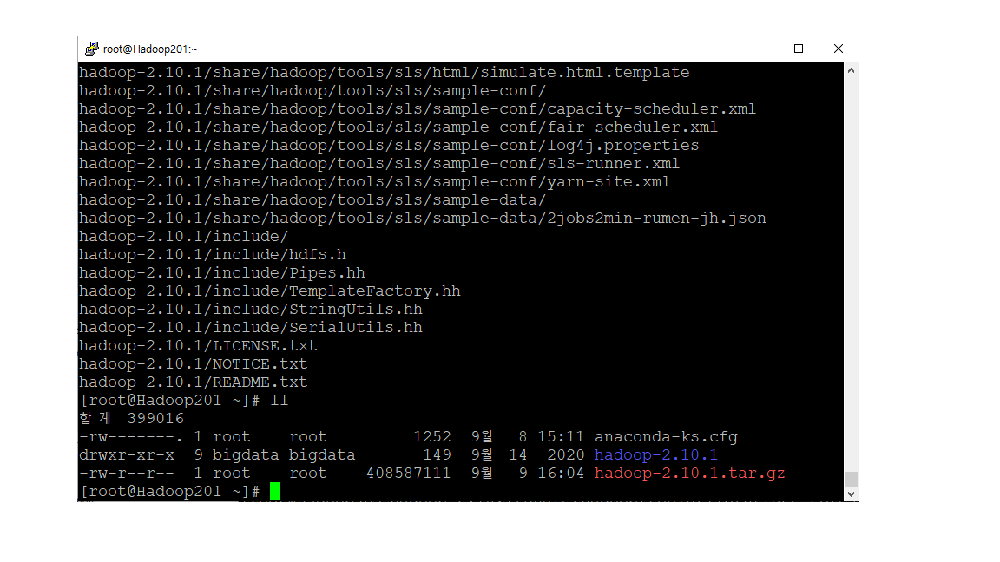 root@Hadoop201:~
hadoop-2.10.1/share/hadoop/tools/sls/html/simulate.html.template
hadoop-2.10.1/share/hadoop/tools/sls/sample-conf/
hadoop-2.10.1/share/hadoop/tools/sls/sample-conf/capacity-scheduler.xml
hadoop-2.10.1/share/hadoop/tools/sls/sample-conf/fair-scheduler.xml
hadoop-2.10.1/share/hadoop/tools/sls/sample-conf/log4j.properties
hadoop-2.10.1/share/hadoop/tools/sls/sample-conf/sls-runner.xml
hadoop-2.10.1/share/hadoop/tools/sls/sample-conf/yarn-site.xml
hadoop-2.10.1/share/hadoop/tools/sls/sample-data/
hadoop-2.10.1/share/hadoop/tools/sls/sample-data/2jobs2min-rumen-jh.json
hadoop-2.10.1/include/
hadoop-2.10.1/include/hdfs.h
hadoop-2.10.1/include/Pipes.hh
hadoop-2.10.1/include/TemplateFactory.hh
hadoop-2.10.1/include/StringUtils.hh
hadoop-2.10.1/include/SerialUtils.hh
hadoop-2.10.1/LICENSE.txt
hadoop-2.10.1/NOTICE.txt
hadoop-2.10.1/README.txt
[root@Hadoop201 ~]# ll
합계 399016
-rw-------. 1 root    root         1252  9월   8 15:11 anaconda-ks.cfg
drwxr-xr-x  9 bigdata bigdata       149  9월  14  2020 hadoop-2.10.1
-rw-r--r--  1 root    root    408587111  9월   9 16:04 hadoop-2.10.1.tar.gz
[root@Hadoop201 ~]#